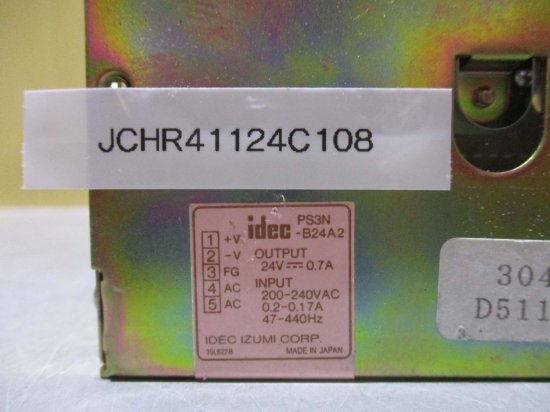 JCHR41124C108
idec PS3N
-B24A2
1 +V
2 -V
3 FG
4 AC
5 AC
OUTPUT
24V⎓0.7A
INPUT
200-240VAC
0.2-0.17A
47-440Hz
IDEC IZUMI CORP.
MADE IN JAPAN
304
D511